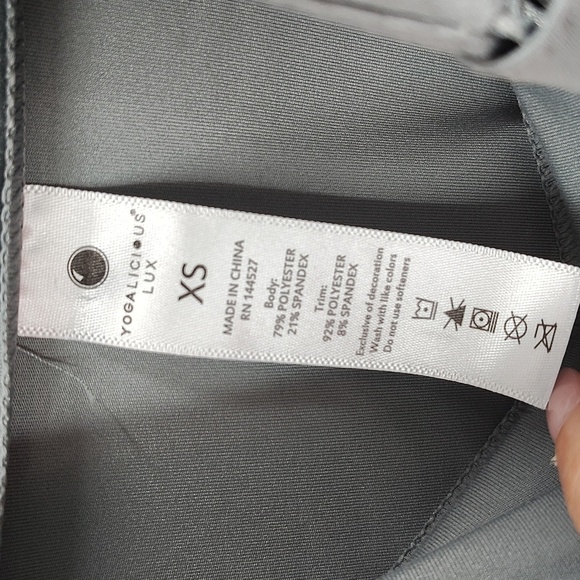 YOGALICIOUS®
LUX
XS
MADE IN CHINA
RN 144527
Body:
79% POLYESTER
21% SPANDEX
Trim:
92% POLYESTER
8% SPANDEX
Exclusive of decoration
Wash with like colors
Do not use softeners